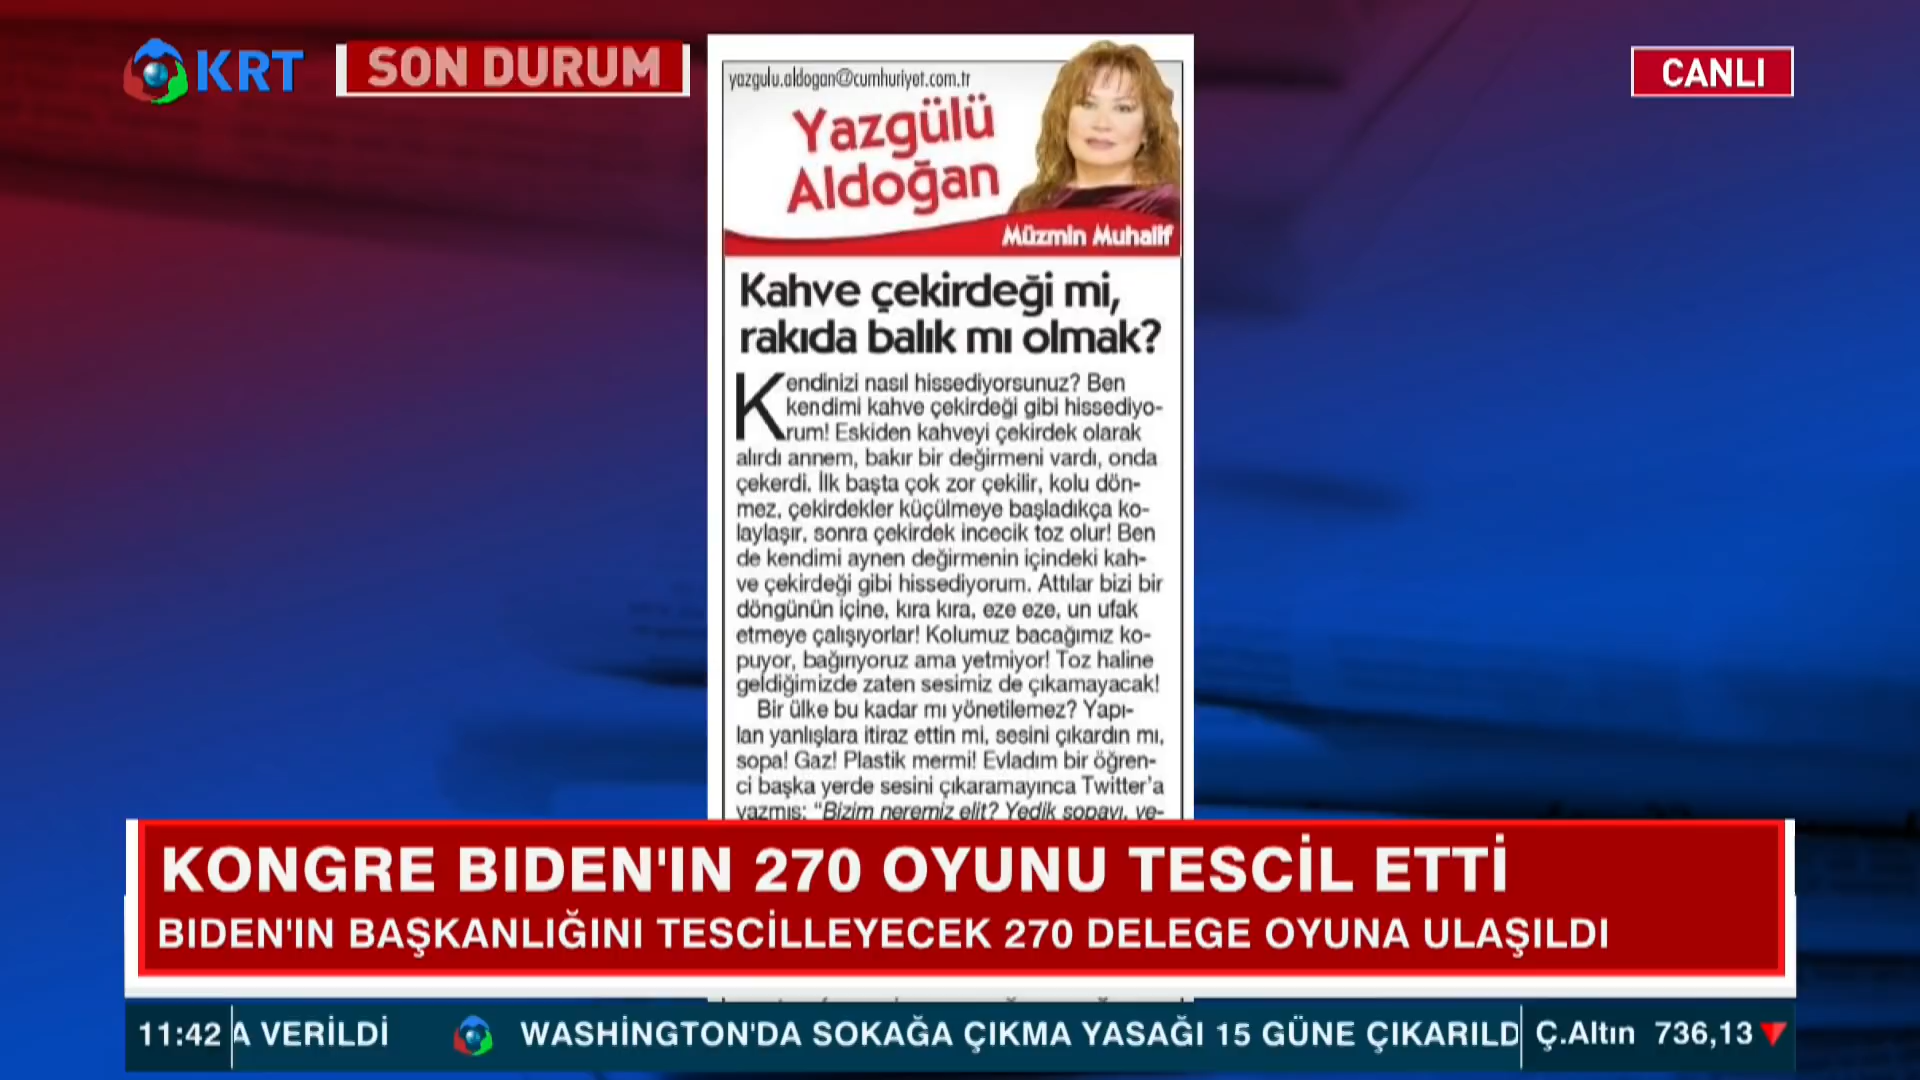 KRT
SON DURUM
CANLI
yazgulu.aldogan@cumhuriyet.com.tr
Yazgülü
Aldoğan
Müzmin Muhalif
Kahve çekirdeği mi,
rakıda balık mı olmak?
Kendinizi nasıl hissediyorsunuz? Ben
kendimi kahve çekirdeği gibi hissediyo-
rum! Eskiden kahveyi çekirdek olarak
alırdı annem, bakır bir değirmeni vardı, onda
çekerdi. İlk başta çok zor çekilir, kolu dön-
mez, çekirdekler küçülmeye başladıkça ko-
laylaşır, sonra çekirdek incecik toz olur! Ben
de kendimi aynen değirmenin içindeki kah-
ve çekirdeği gibi hissediyorum. Attılar bizi bir
döngünün içine, kıra kıra, eze eze, un ufak
etmeye çalışıyorlar! Kolumuz bacağımız ko-
puyor, bağırıyoruz ama yetmiyor! Toz haline
geldiğimizde zaten sesimiz de çıkamayacak!
Bir ülke bu kadar mı yönetilemez? Yapı-
lan yanlışlara itiraz ettin mi, sesini çıkardın mı,
sopa! Gaz! Plastik mermi! Evladım bir öğren-
ci başka yerde sesini çıkaramayınca Twitter'a
yazmış: "Bizim neremiz elit? Yedik sopayı, ye-
KONGRE BIDEN'IN 270 OYUNU TESCİL ETTİ
BIDEN'IN BAŞKANLIĞINI TESCİLLEYECEK 270 DELEGE OYUNA ULAŞILDI
11:42 A VERİLDİ WASHİNGTON'DA SOKAĞA ÇIKMA YASAĞI 15 GÜNE ÇIKARILD Ç.Altın 736,13